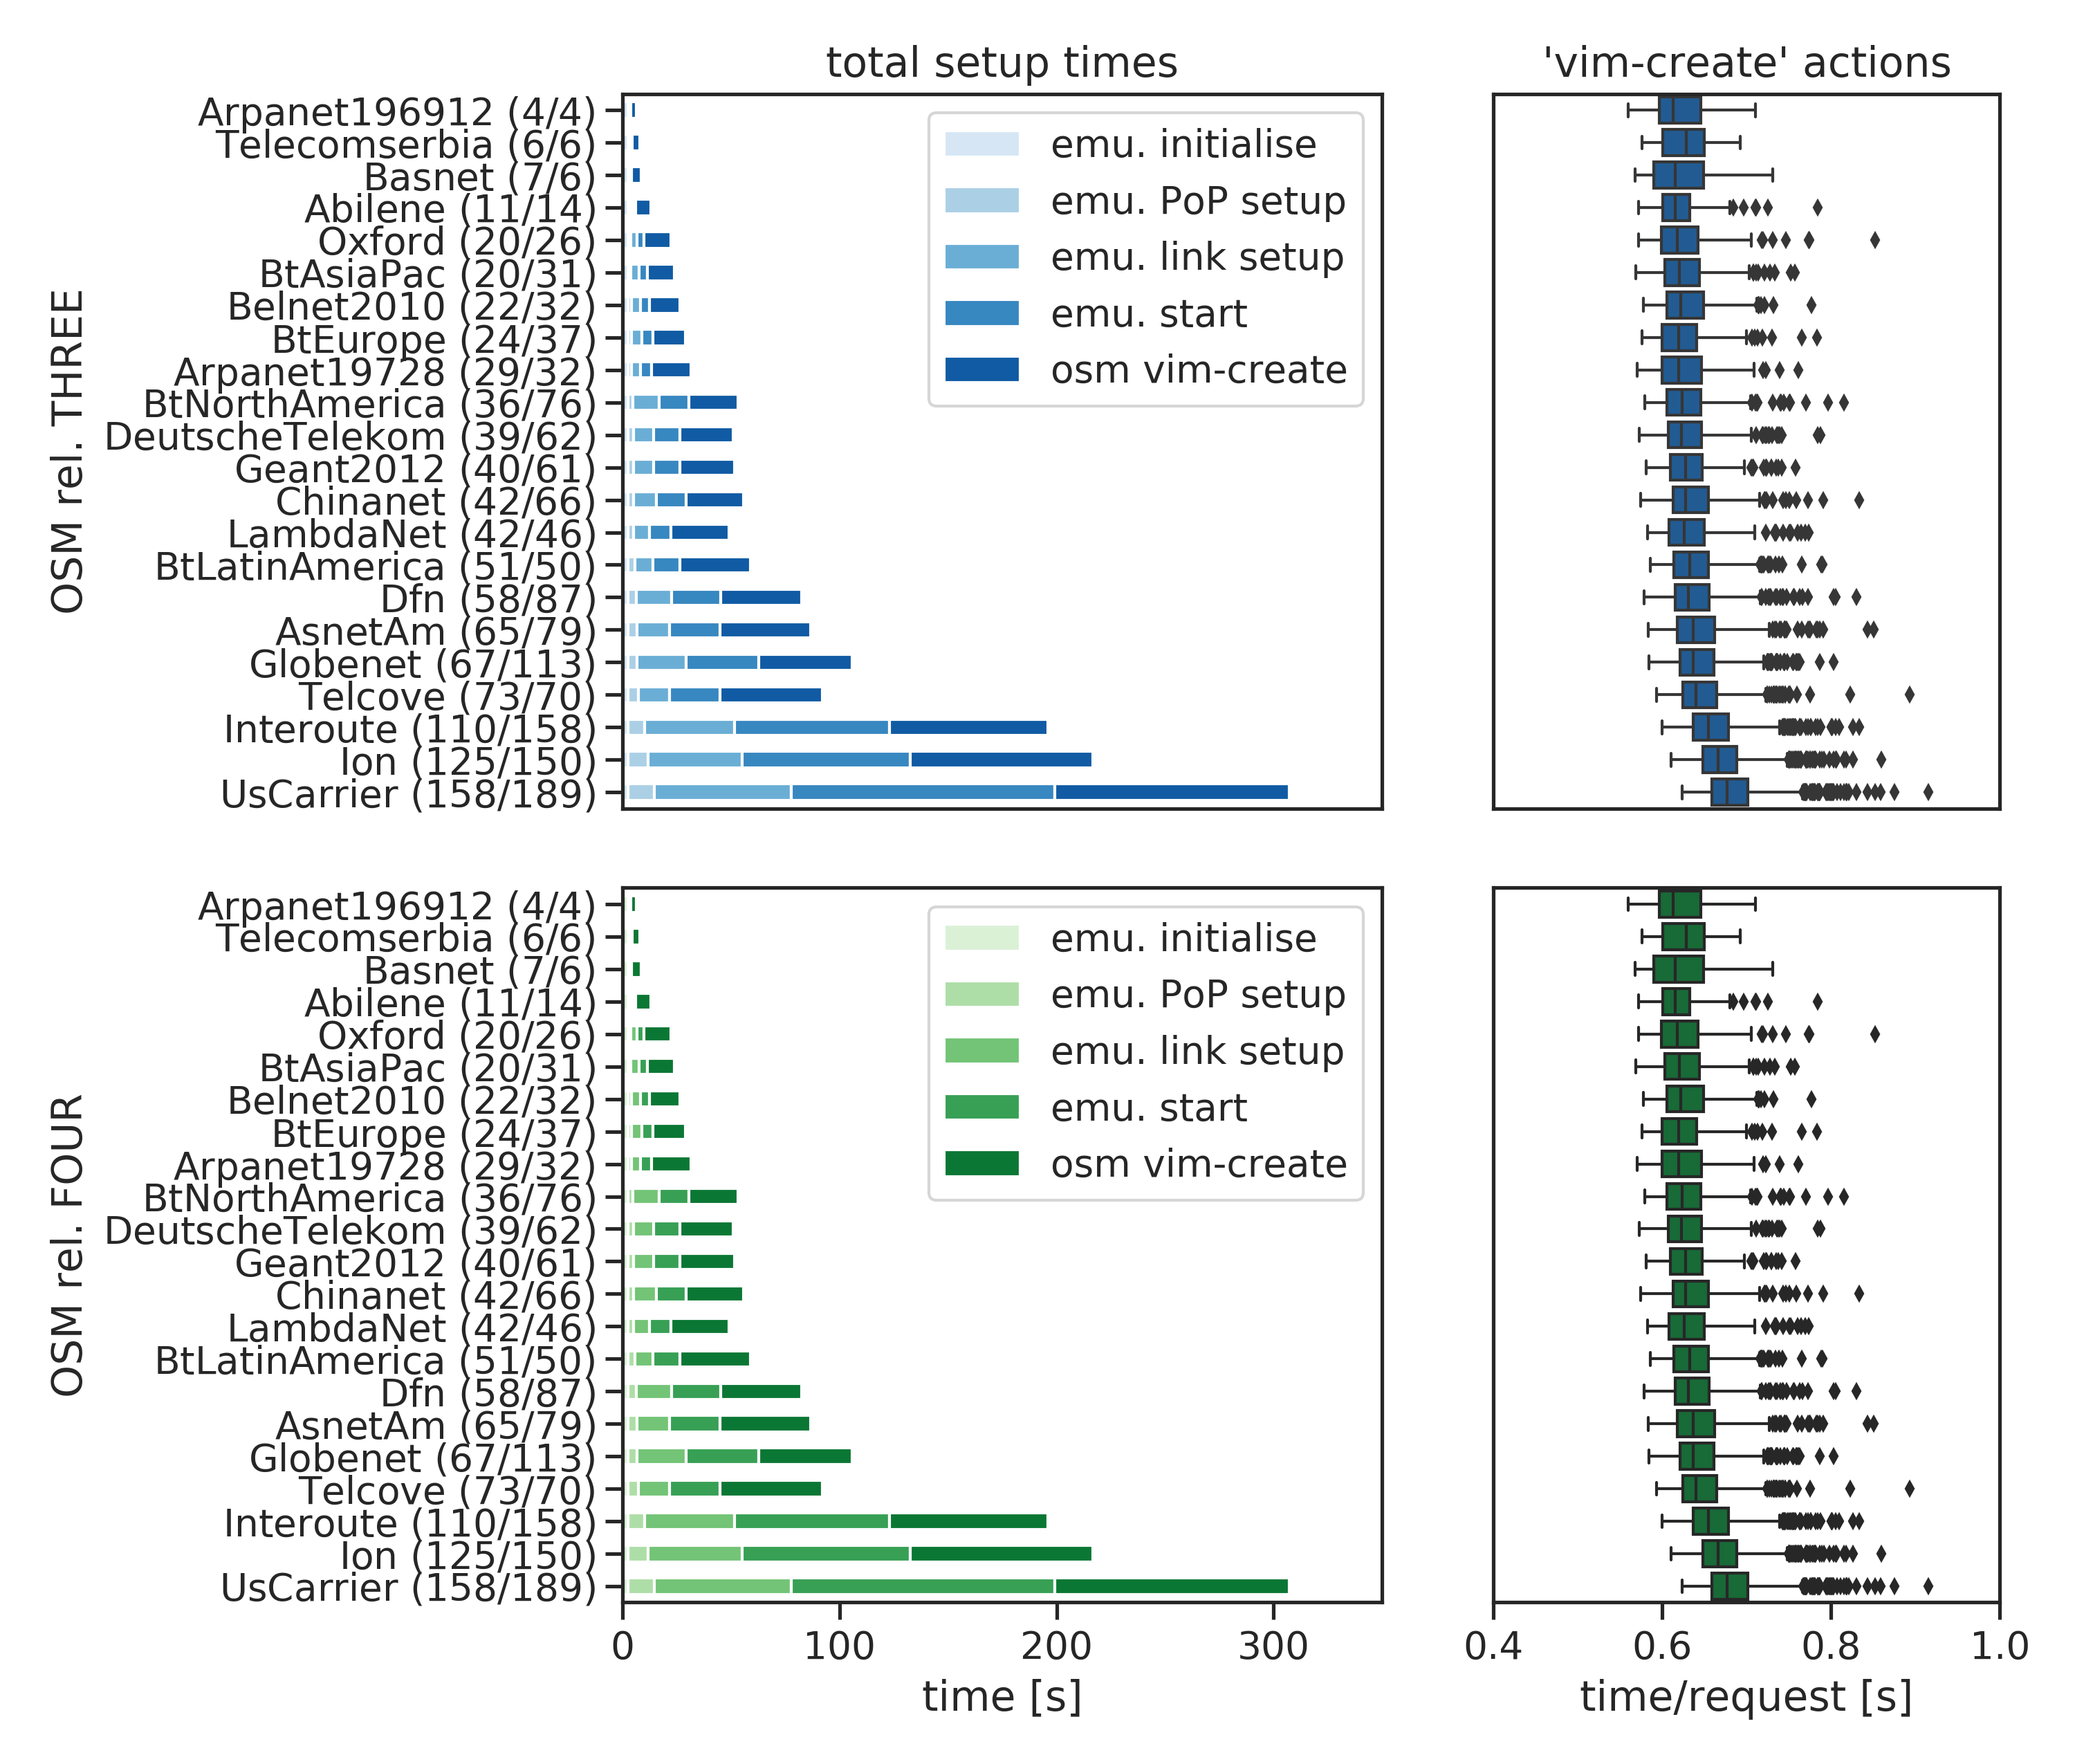 total setup times
'vim-create' actions
OSM rel. THREE
Arpanet196912 (4/4)
Telecomserbia (6/6)
Basnet (7/6)
Abilene (11/14)
Oxford (20/26)
BtAsiaPac (20/31)
Belnet2010 (22/32)
BtEurope (24/37)
Arpanet19728 (29/32)
BtNorthAmerica (36/76)
DeutscheTelekom (39/62)
Geant2012 (40/61)
Chinanet (42/66)
LambdaNet (42/46)
BtLatinAmerica (51/50)
Dfn (58/87)
AsnetAm (65/79)
Globenet (67/113)
Telcove (73/70)
Interoute (110/158)
Ion (125/150)
UsCarrier (158/189)
emu. initialise
emu. PoP setup
emu. link setup
emu. start
osm vim-create
OSM rel. FOUR
Arpanet196912 (4/4)
Telecomserbia (6/6)
Basnet (7/6)
Abilene (11/14)
Oxford (20/26)
BtAsiaPac (20/31)
Belnet2010 (22/32)
BtEurope (24/37)
Arpanet19728 (29/32)
BtNorthAmerica (36/76)
DeutscheTelekom (39/62)
Geant2012 (40/61)
Chinanet (42/66)
LambdaNet (42/46)
BtLatinAmerica (51/50)
Dfn (58/87)
AsnetAm (65/79)
Globenet (67/113)
Telcove (73/70)
Interoute (110/158)
Ion (125/150)
UsCarrier (158/189)
emu. initialise
emu. PoP setup
emu. link setup
emu. start
osm vim-create
0 100 200 300
time [s]
0.4 0.6 0.8 1.0
time/request [s]